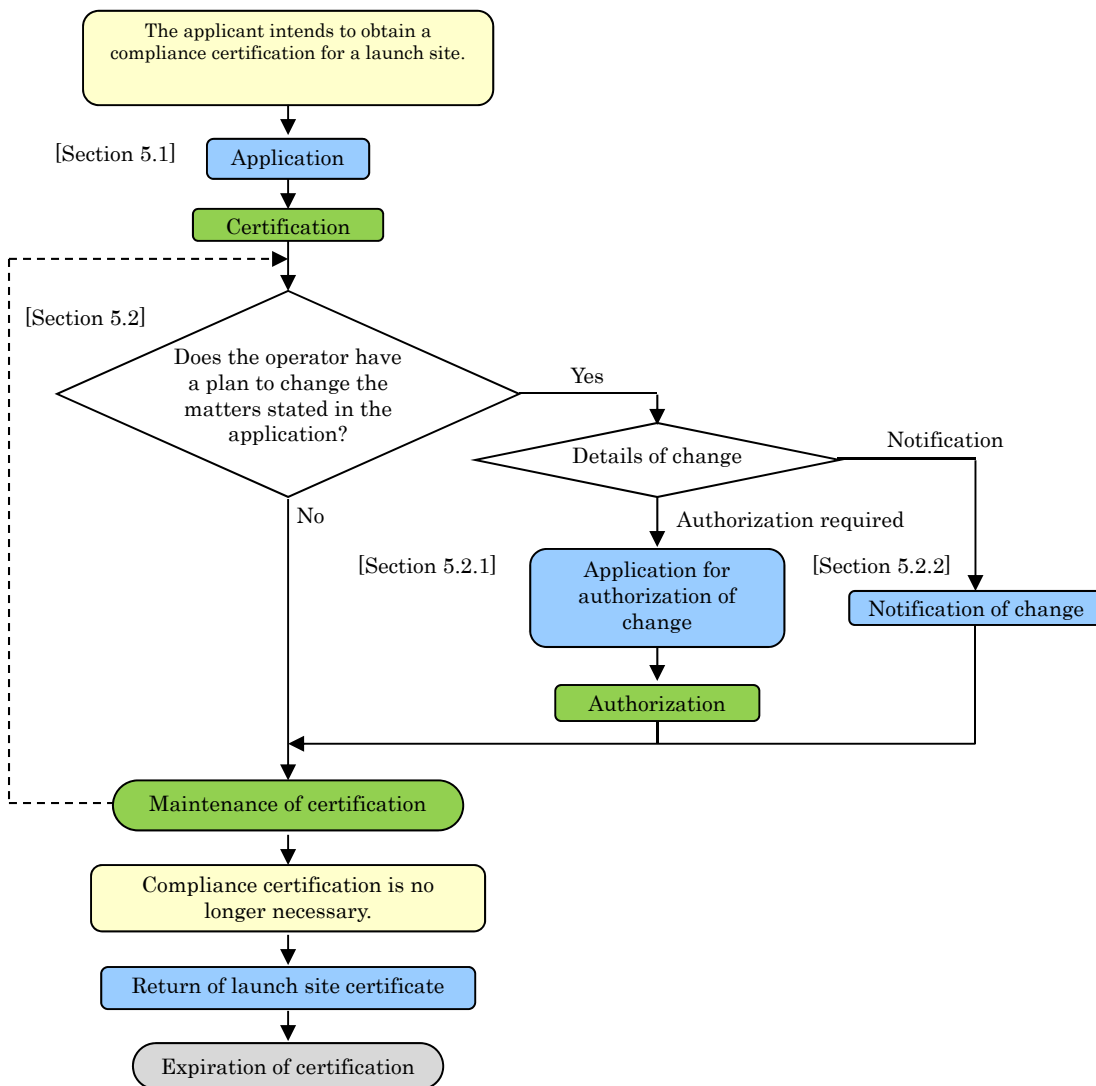 The applicant intends to obtain a
compliance certification for a launch site.
[Section 5.1]
Application
Certification
[Section 5.2]
Does the operator have
a plan to change the
matters stated in the
application?
Yes
Details of change
Notification
No
Authorization required
[Section 5.2.1]
Application for
authorization of
change
[Section 5.2.2]
Notification of change
Authorization
Maintenance of certification
Compliance certification is no
longer necessary.
Return of launch site certificate
Expiration of certification